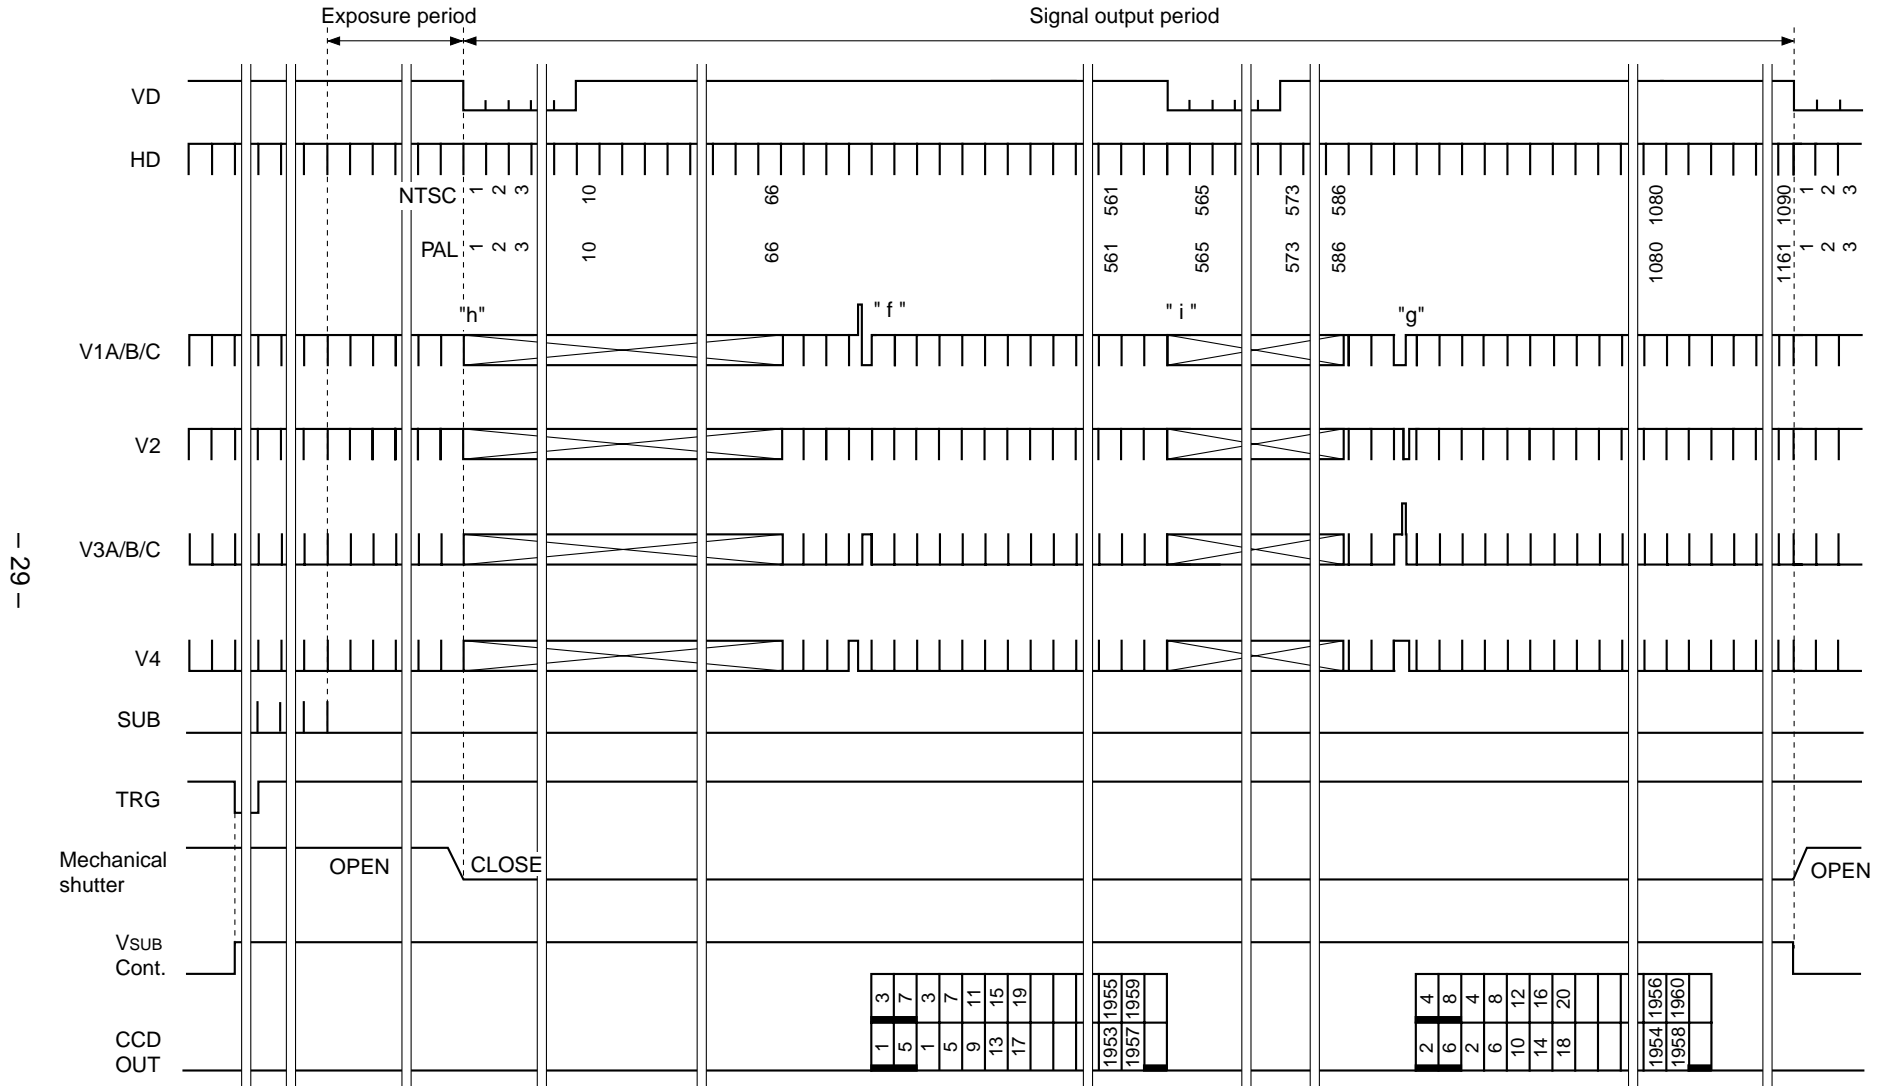 Exposure period
Signal output period
VD
HD
NTSC 1 2 3 10 66 561 565 573 586 1080 1090 1 2 3
PAL 1 2 3 10 66 561 565 573 586 1080 1161 1 2 3
"h" " f " " i " "g"
V1A/B/C
V2
V3A/B/C
V4
SUB
TRG
Mechanical
shutter
OPEN CLOSE OPEN
VSUB
Cont.
CCD
OUT
3 7 3 7 11 15 19 1955 1959 4 8 4 8 12 16 20 1956 1960
1 5 1 5 9 13 17 1953 1957 2 6 2 6 10 14 18 1954 1958
– 29 –